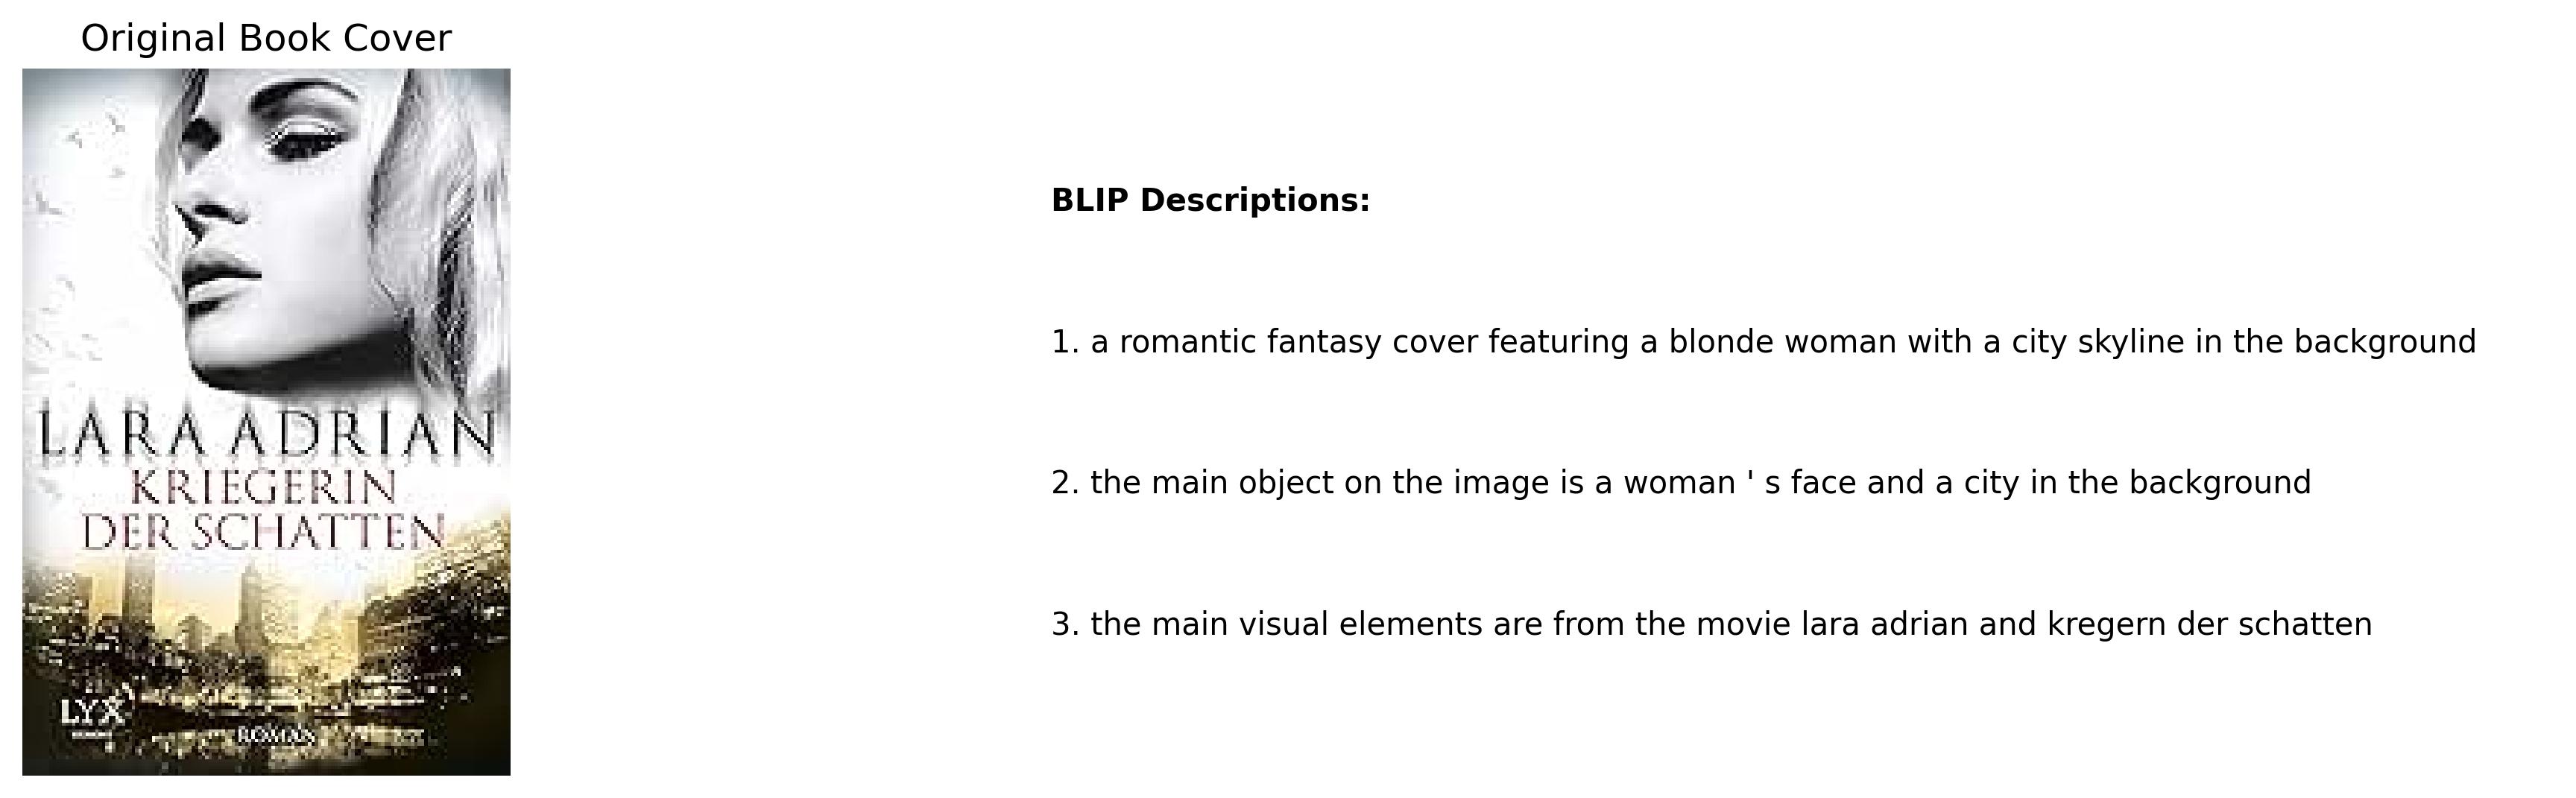 Original Book Cover
LARA ADRIAN
KRIEGERIN
DER SCHATTEN
LYX
ROMAN
BLIP Descriptions:
1. a romantic fantasy cover featuring a blonde woman with a city skyline in the background
2. the main object on the image is a woman ' s face and a city in the background
3. the main visual elements are from the movie lara adrian and kregern der schatten